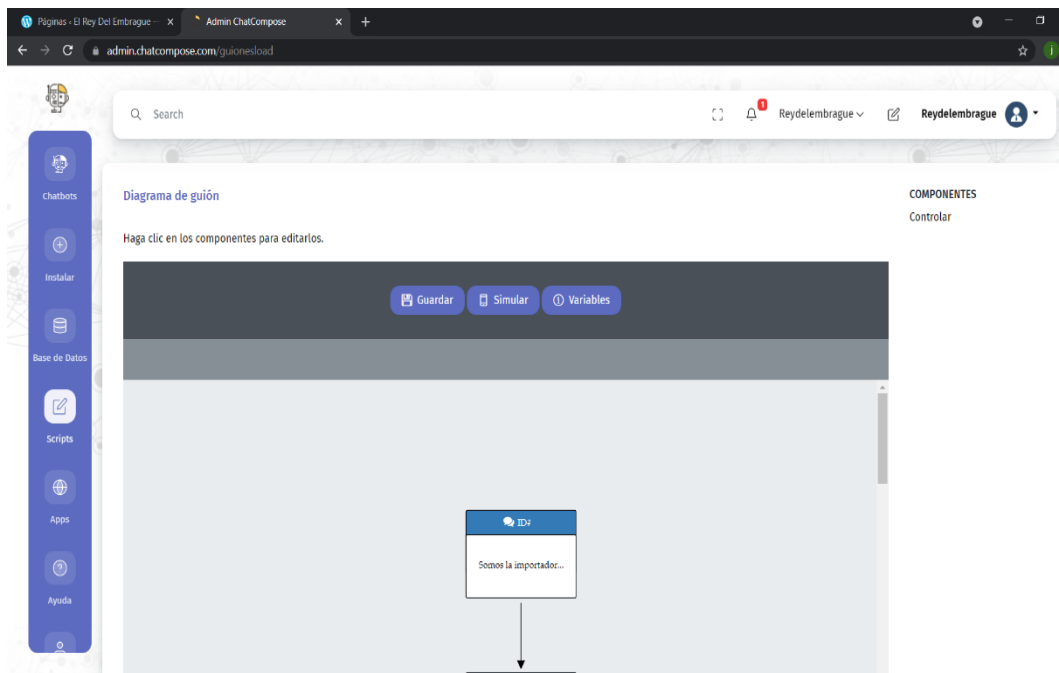 Páginas ‹ El Rey Del Embrague —
Admin ChatCompose
admin.chatcompose.com/guionesload
Search
1
Reydelembrague
Reydelembrague
Chatbots
Instalar
Base de Datos
Scripts
Apps
Ayuda
Diagrama de guión
Haga clic en los componentes para editarlos.
Guardar
Simular
Variables
ID#
Somos la importador...
COMPONENTES
Controlar